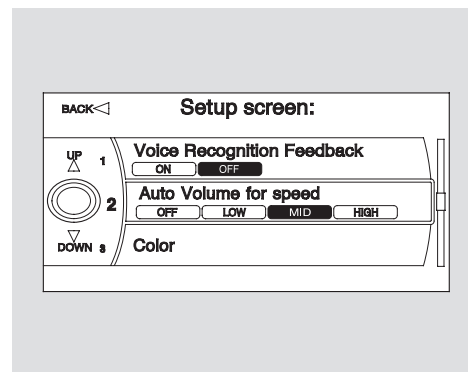 BACK Setup screen:
UP 1 Voice Recognition Feedback
ON OFF
2 Auto Volume for speed
OFF LOW MID HIGH
DOWN 3 Color